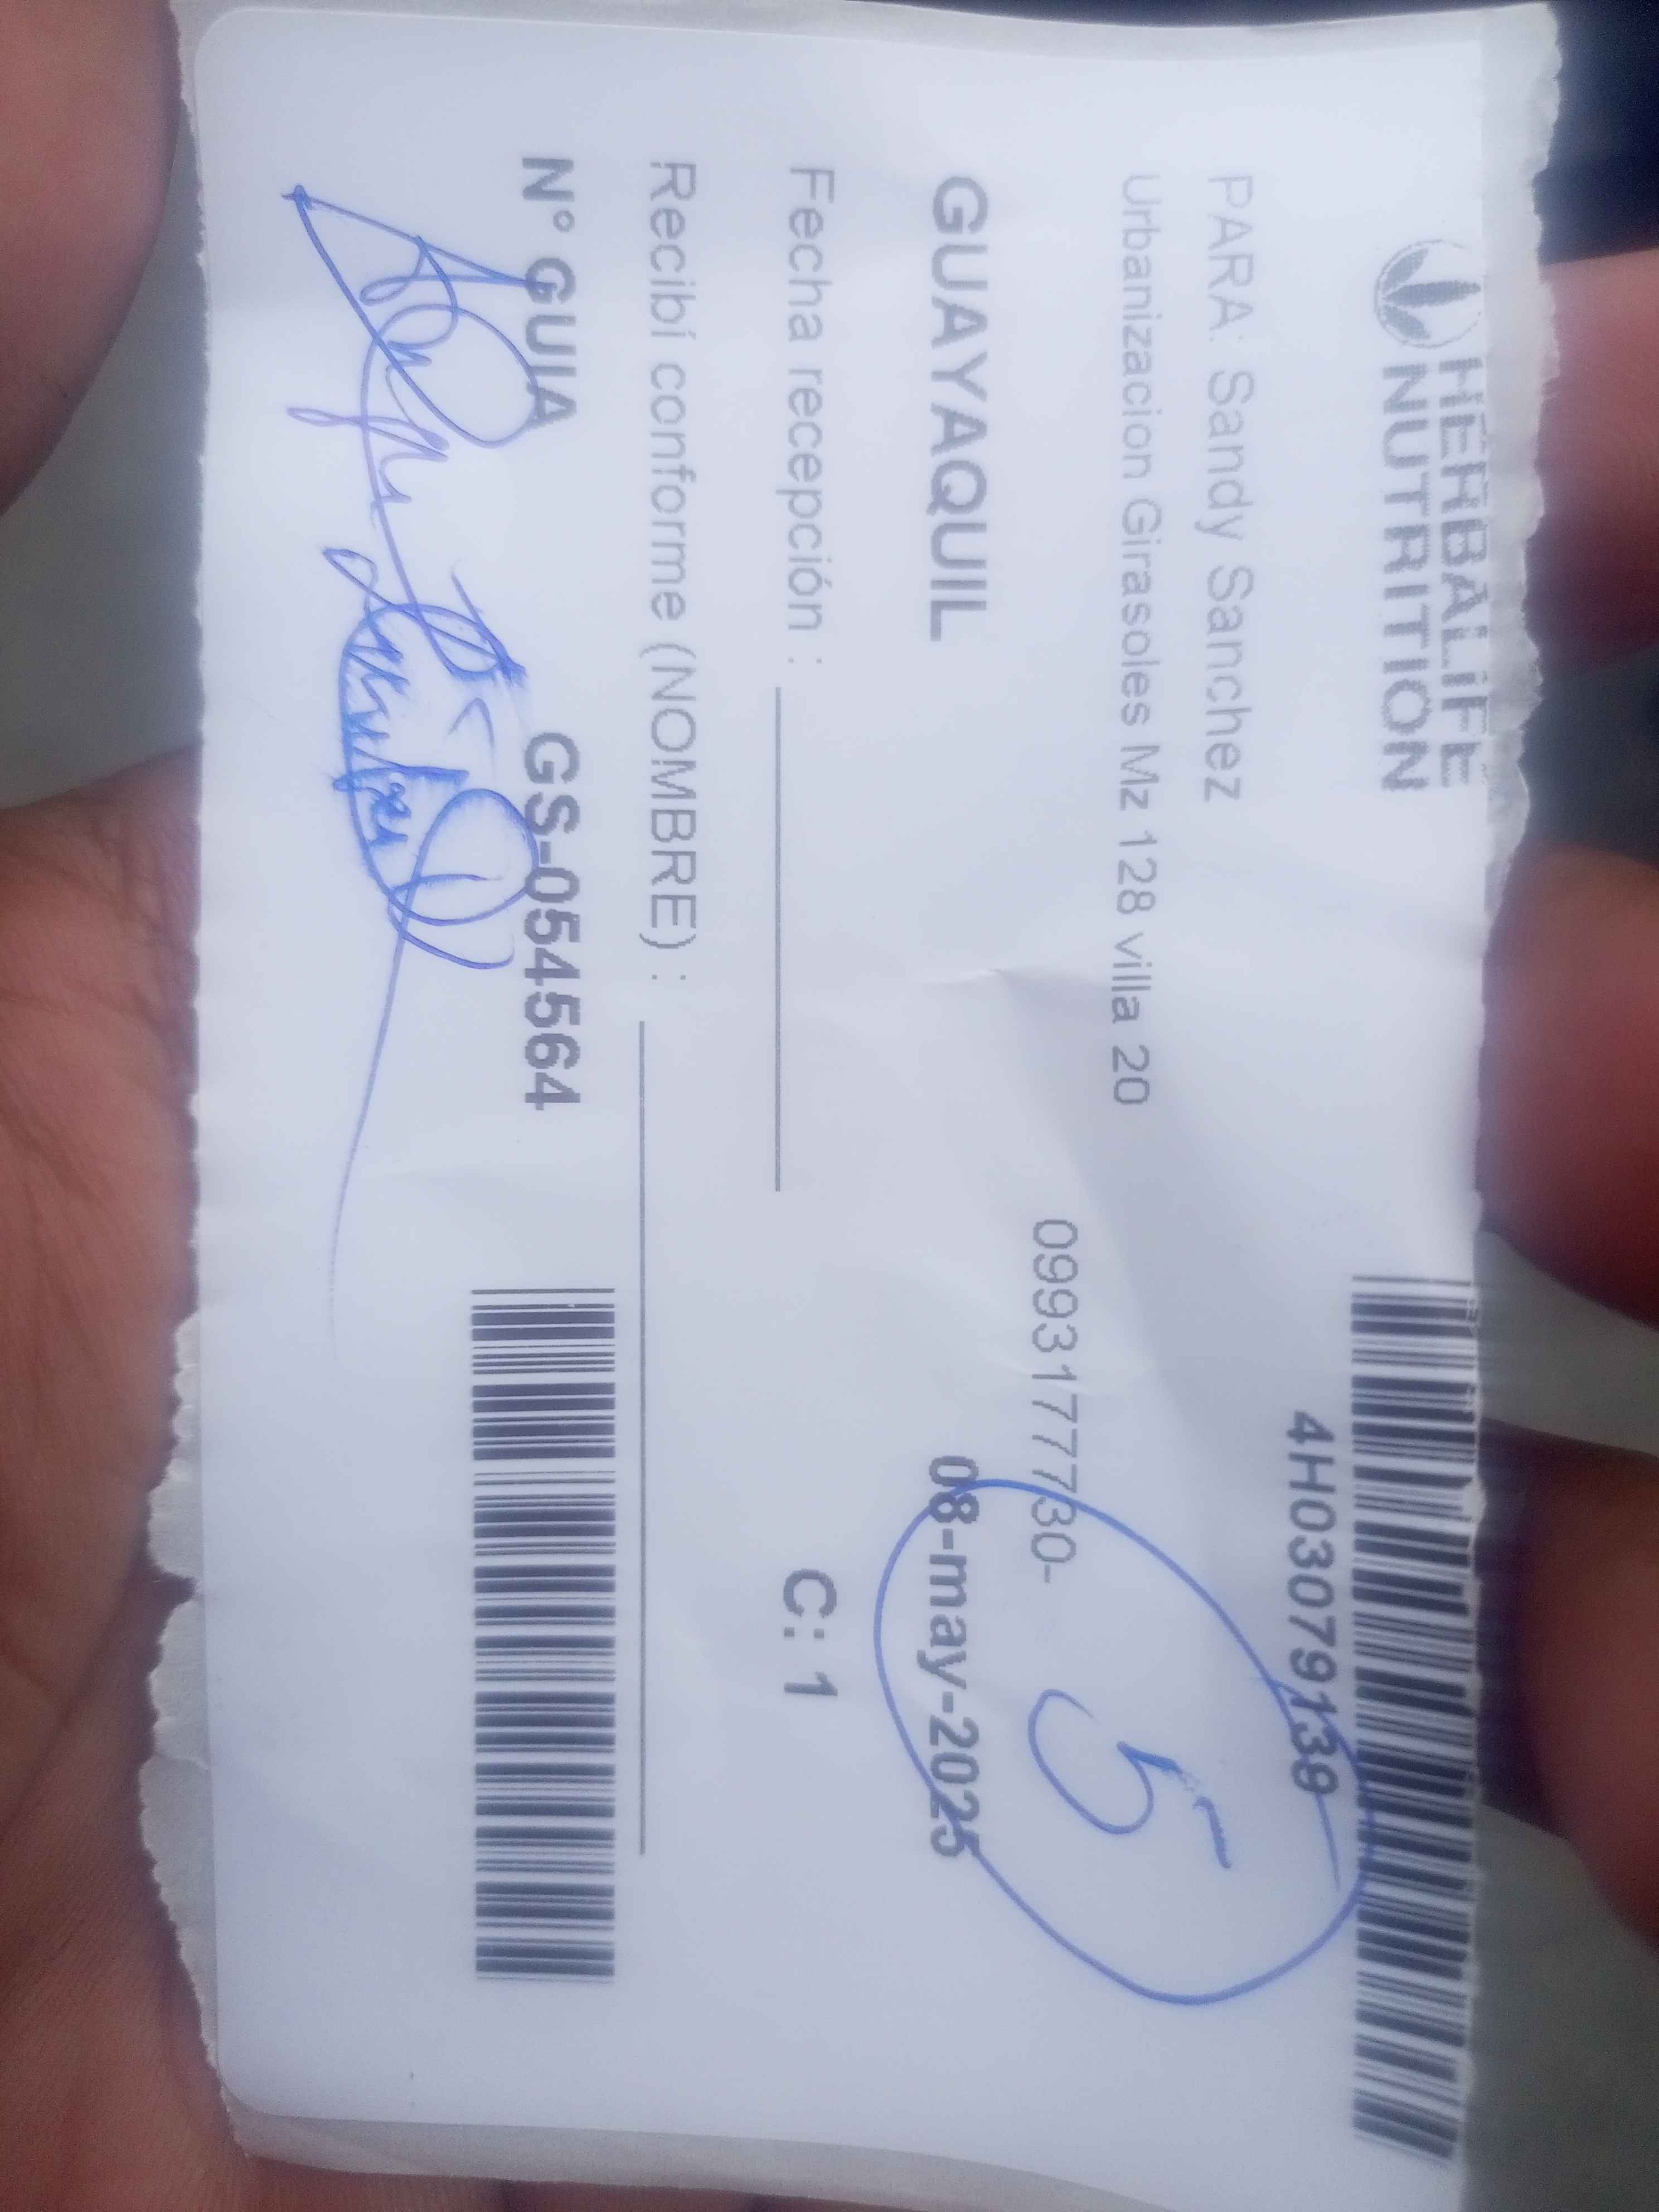 HERBALIFE
NUTRITION
4H03079138
PARA: Sandy Sanchez
Urbanizacion Girasoles Mz 128 villa 20
0993177730-
5
GUAYAQUIL
08-may-2025
Fecha recepción :
C: 1
Recibí conforme (NOMBRE) :
N° GUIA
GS-054564